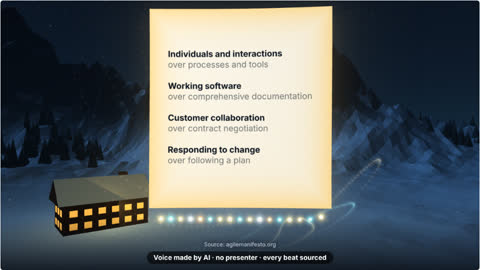 Individuals and interactions
over processes and tools
Working software
over comprehensive documentation
Customer collaboration
over contract negotiation
Responding to change
over following a plan
Source: agilemanifesto.org
Voice made by AI · no presenter · every beat sourced